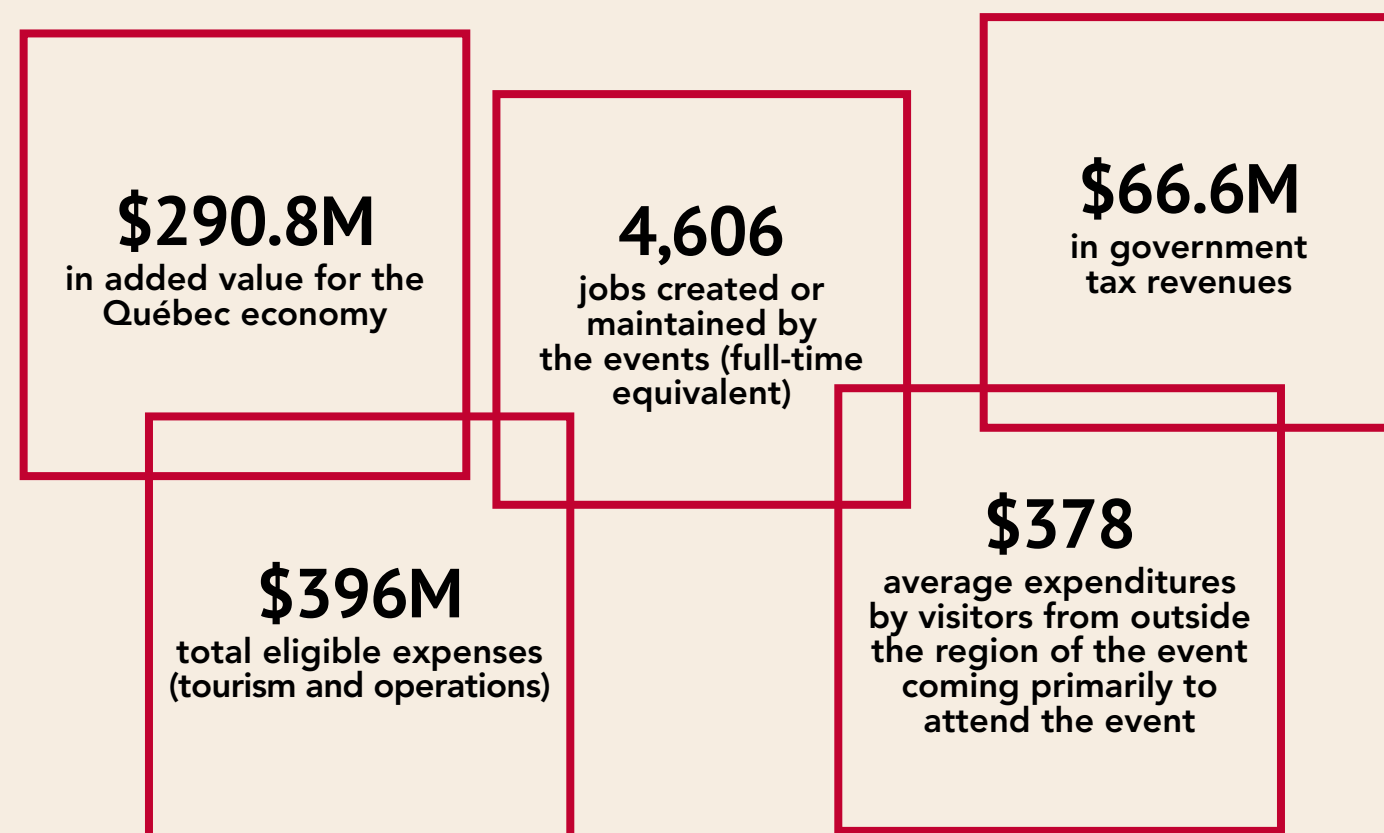 $290.8M
in added value for the
Québec economy
4,606
jobs created or
maintained by
the events (full-time
equivalent)
$66.6M
in government
tax revenues
$396M
total eligible expenses
(tourism and operations)
$378
average expenditures
by visitors from outside
the region of the event
coming primarily to
attend the event